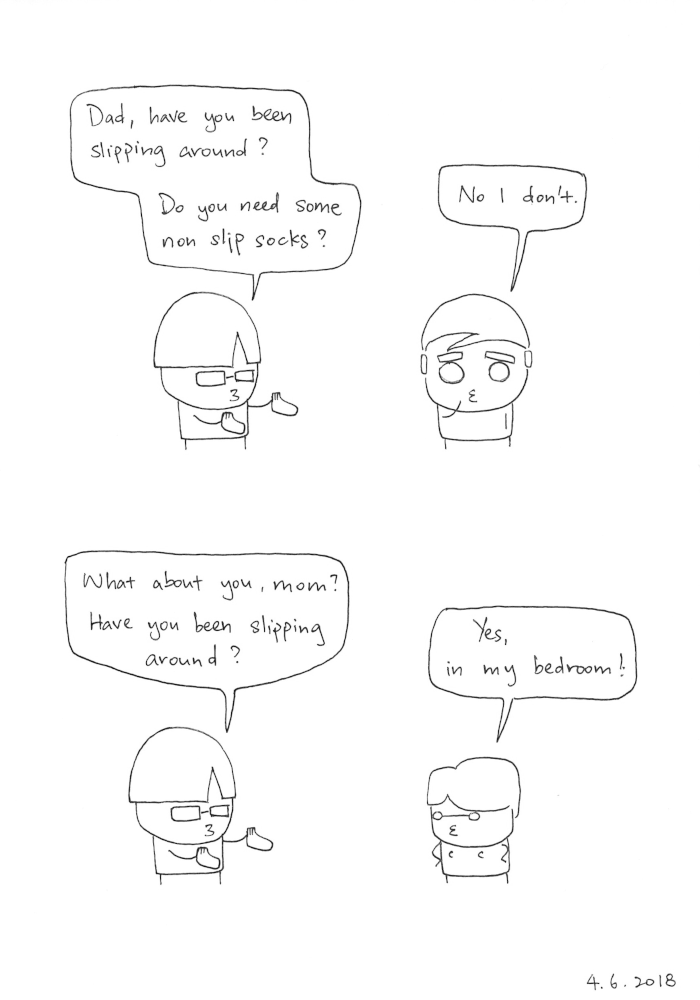 Dad, have you been
slipping around?
Do you need some
non slip socks?
No I don't.
What about you, mom?
Have you been slipping
around?
Yes,
in my bedroom!
4.6.2018